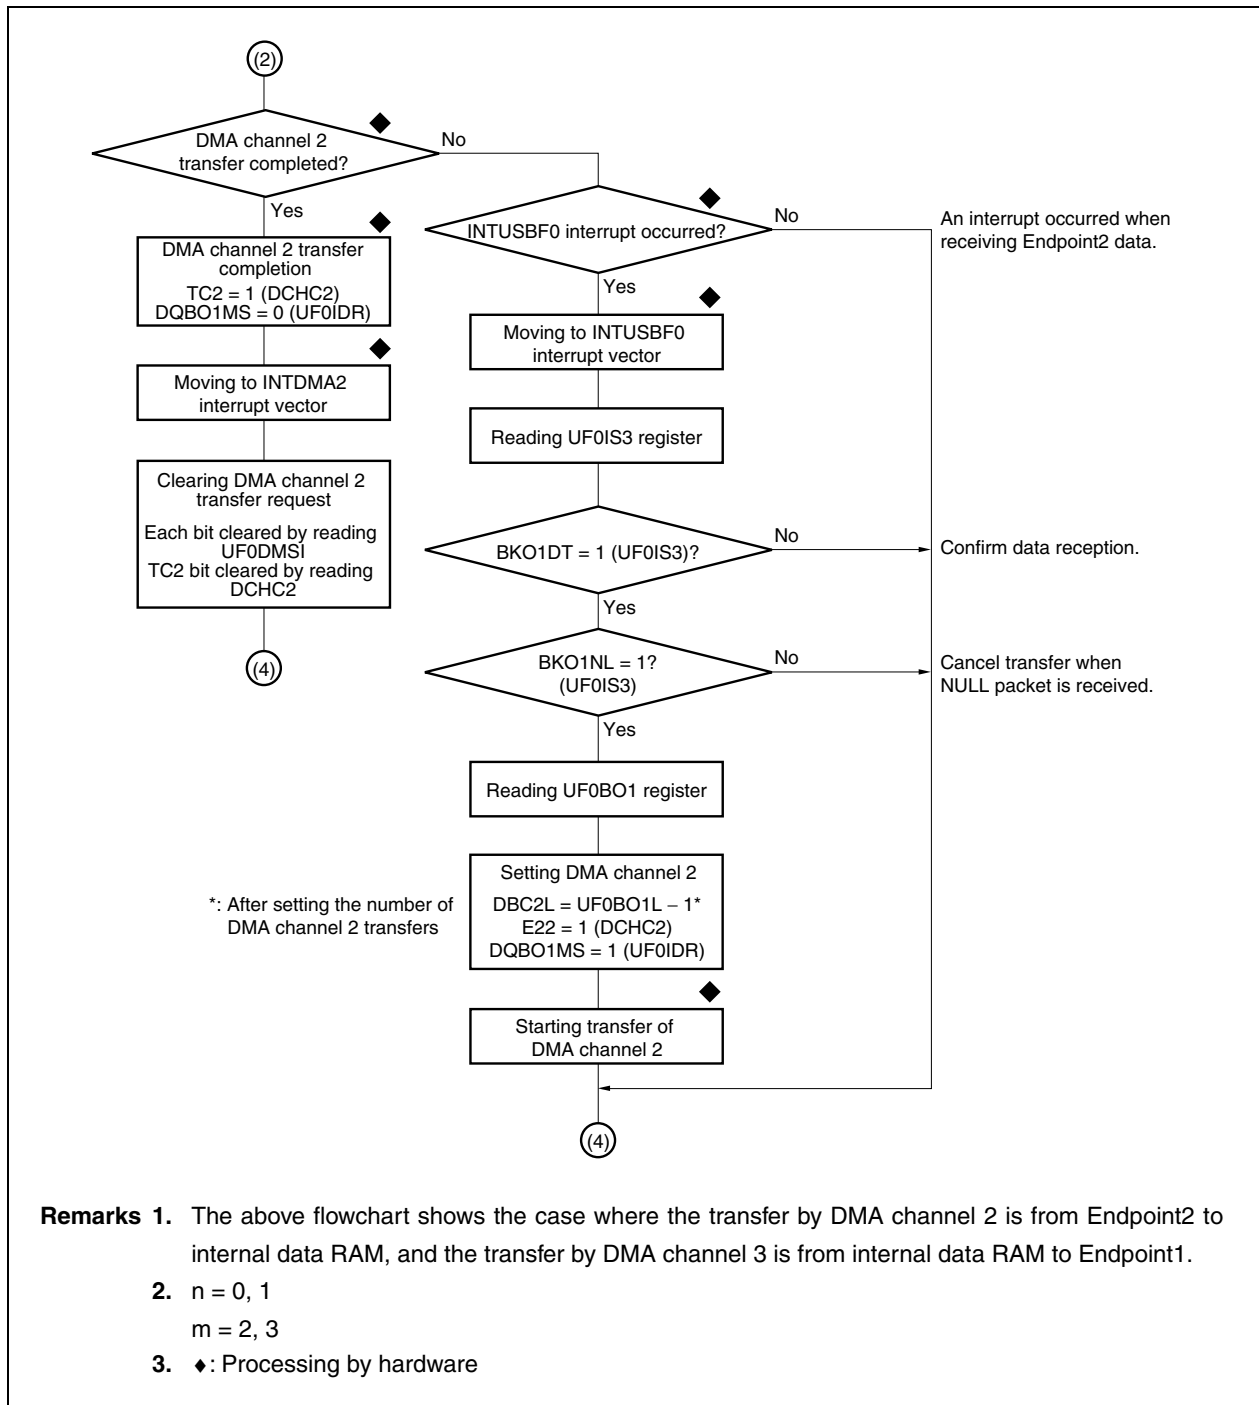 (2)
DMA channel 2
transfer completed?
No
Yes
DMA channel 2 transfer
completion
TC2 = 1 (DCHC2)
DQBO1MS = 0 (UF0IDR)
Moving to INTDMA2
interrupt vector
Clearing DMA channel 2
transfer request
Each bit cleared by reading
UF0DMSI
TC2 bit cleared by reading
DCHC2
(4)
INTUSBF0 interrupt occurred?
No
An interrupt occurred when
receiving Endpoint2 data.
Yes
Moving to INTUSBF0
interrupt vector
Reading UF0IS3 register
BKO1DT = 1 (UF0IS3)?
No
Confirm data reception.
Yes
BKO1NL = 1?
(UF0IS3)
No
Cancel transfer when
NULL packet is received.
Yes
Reading UF0BO1 register
Setting DMA channel 2
DBC2L = UF0BO1L – 1*
E22 = 1 (DCHC2)
DQBO1MS = 1 (UF0IDR)
*: After setting the number of
DMA channel 2 transfers
Starting transfer of
DMA channel 2
(4)
Remarks 1. The above flowchart shows the case where the transfer by DMA channel 2 is from Endpoint2 to
internal data RAM, and the transfer by DMA channel 3 is from internal data RAM to Endpoint1.
2. n = 0, 1
m = 2, 3
3. ♦: Processing by hardware